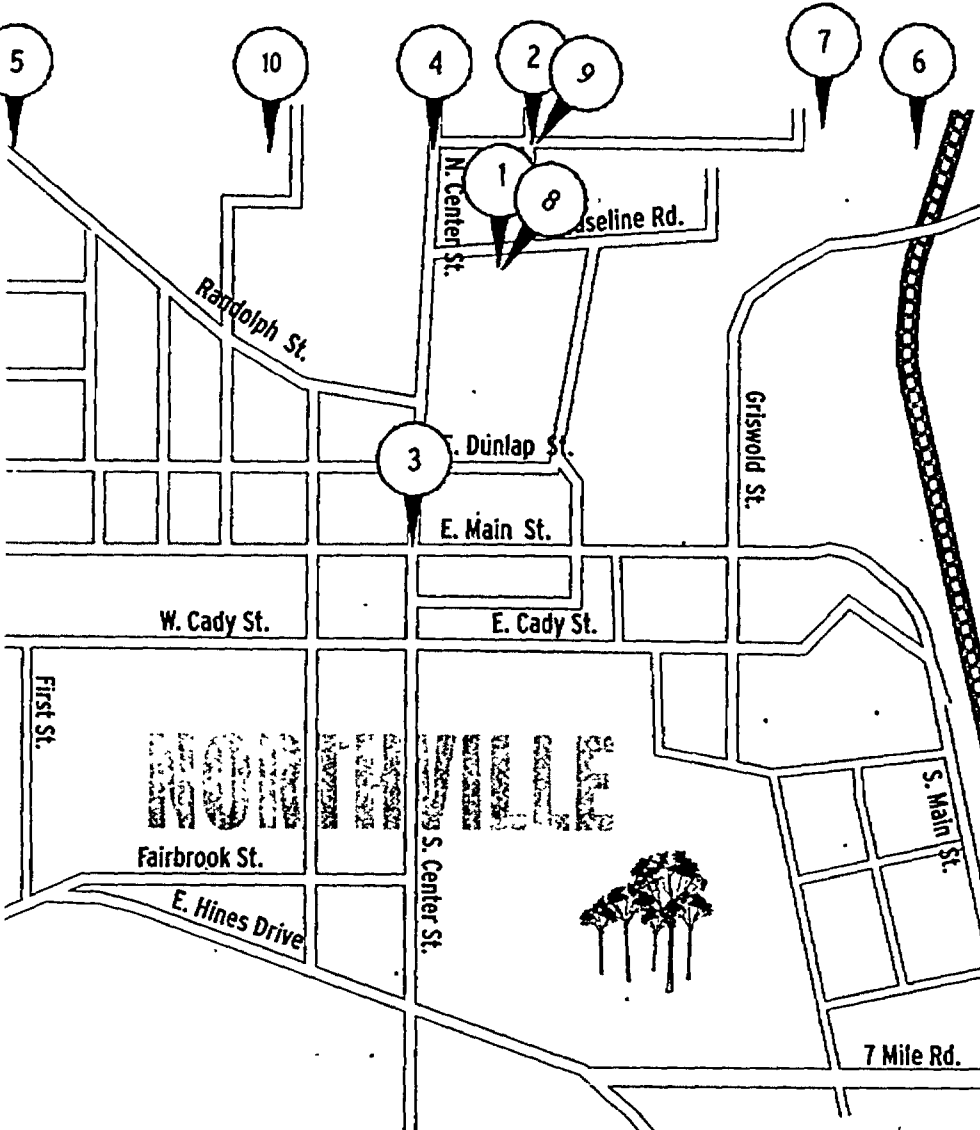 5
10
4
2
9
7
6
1
8
N. Center St.
aseline Rd.
Randolph St.
3
E. Dunlap St.
Griswold St.
E. Main St.
W. Cady St.
E. Cady St.
First St.
NORTHVILLE
S. Main St.
Fairbrook St.
S. Center St.
E. Hines Drive
7 Mile Rd.